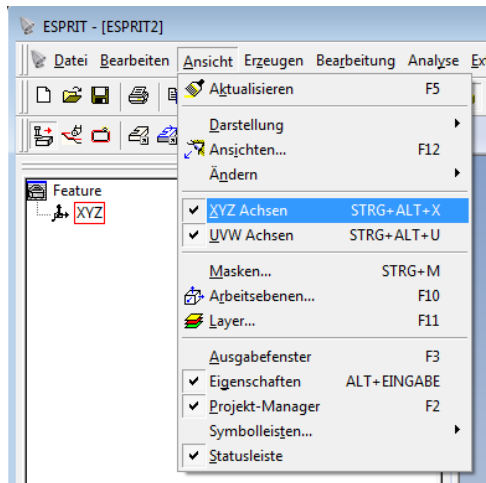 ESPRIT - [ESPRIT2]
Datei Bearbeiten Ansicht Erzeugen Bearbeitung Analyse Ex
Aktualisieren F5
Darstellung
Ansichten... F12
Ändern
Feature
XYZ
XYZ Achsen STRG+ALT+X
UVW Achsen STRG+ALT+U
Masken... STRG+M
Arbeitsebenen... F10
Layer... F11
Ausgabefenster F3
Eigenschaften ALT+EINGABE
Projekt-Manager F2
Symbolleisten...
Statusleiste